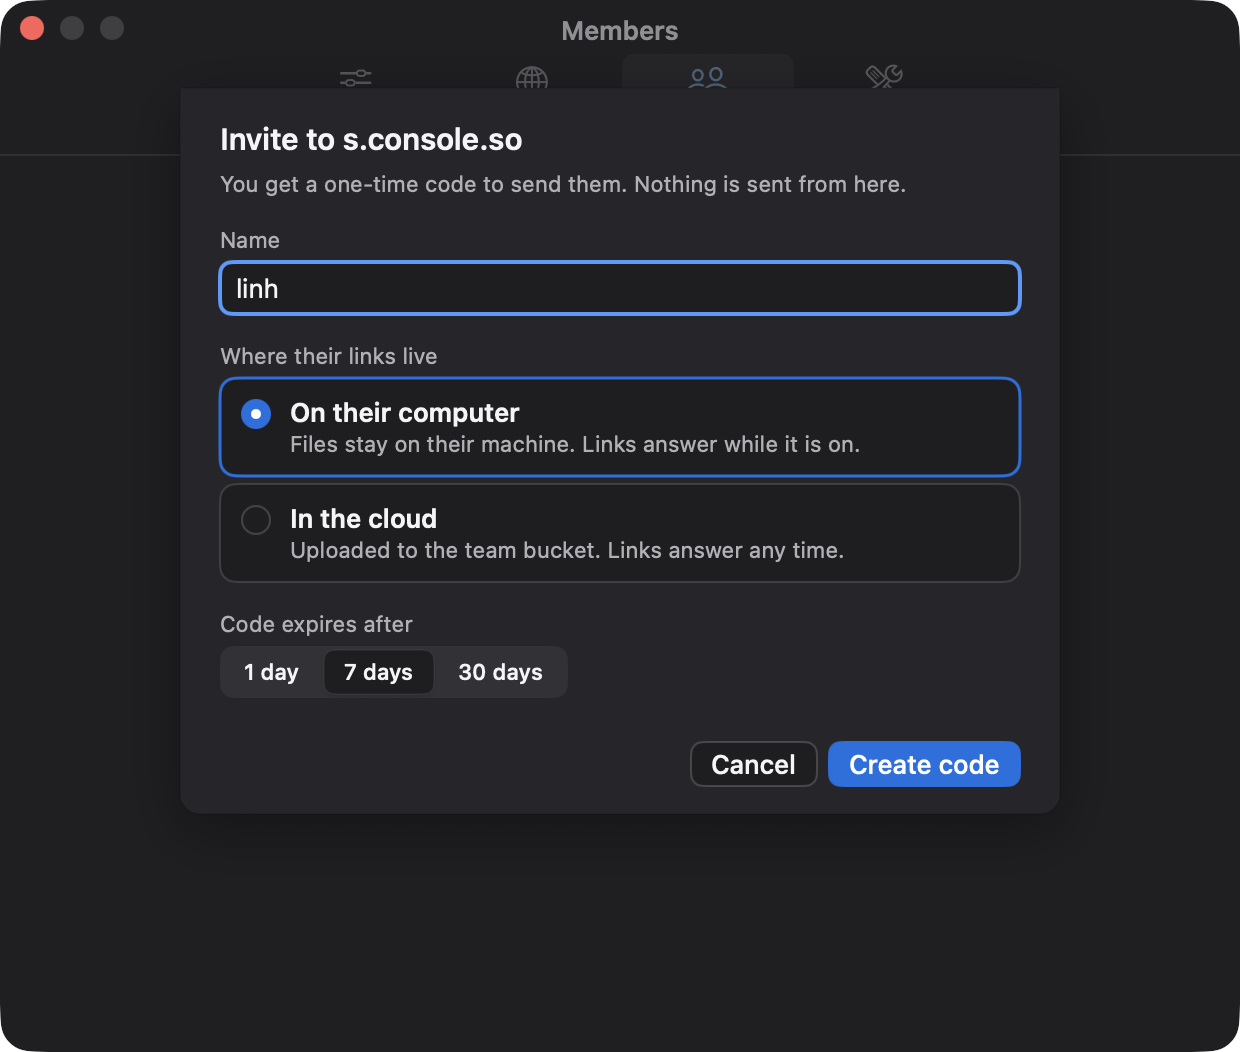 Members
Invite to s.console.so
You get a one-time code to send them. Nothing is sent from here.
Name
linh
Where their links live
On their computer
Files stay on their machine. Links answer while it is on.
In the cloud
Uploaded to the team bucket. Links answer any time.
Code expires after
1 day 7 days 30 days
Cancel Create code